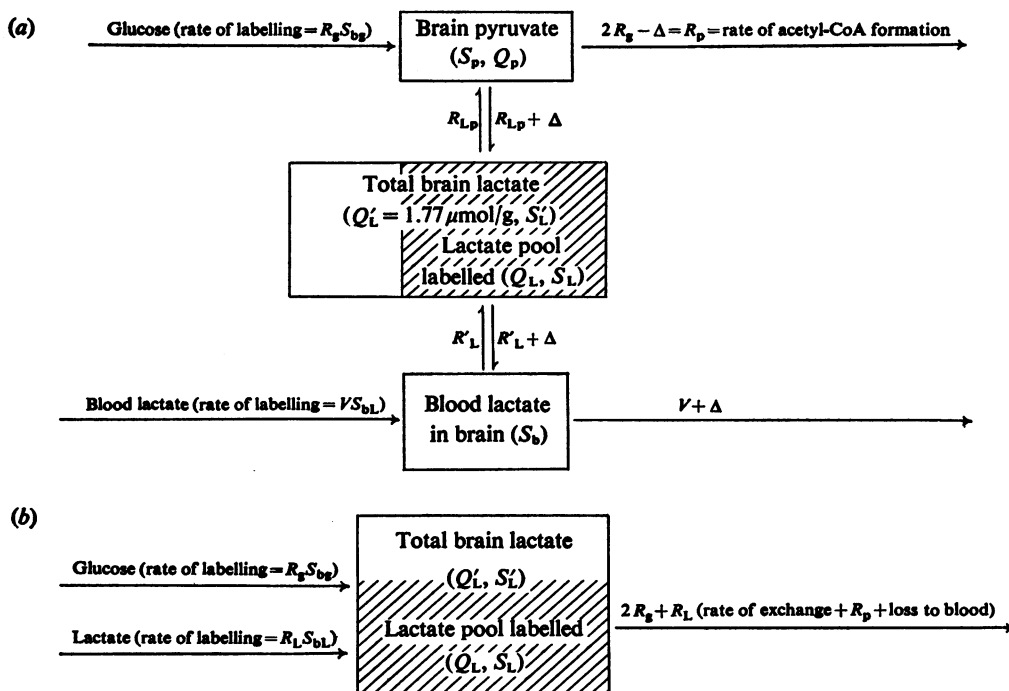 (a)
Glucose (rate of labelling = R_g S_bg)
Brain pyruvate
(S_p, Q_p)
2 R_g − Δ = R_p = rate of acetyl-CoA formation
R_Lp
R_Lp + Δ
Total brain lactate
(Q′_L = 1.77 μmol/g, S′_L)
Lactate pool
labelled (Q_L, S_L)
R′_L
R′_L + Δ
Blood lactate (rate of labelling = VS_bL)
Blood lactate
in brain (S_b)
V + Δ
(b)
Total brain lactate
(Q′_L, S′_L)
Glucose (rate of labelling = R_g S_bg)
Lactate (rate of labelling = R_L S_bL)
Lactate pool labelled
(Q_L, S_L)
2 R_g + R_L (rate of exchange + R_p + loss to blood)